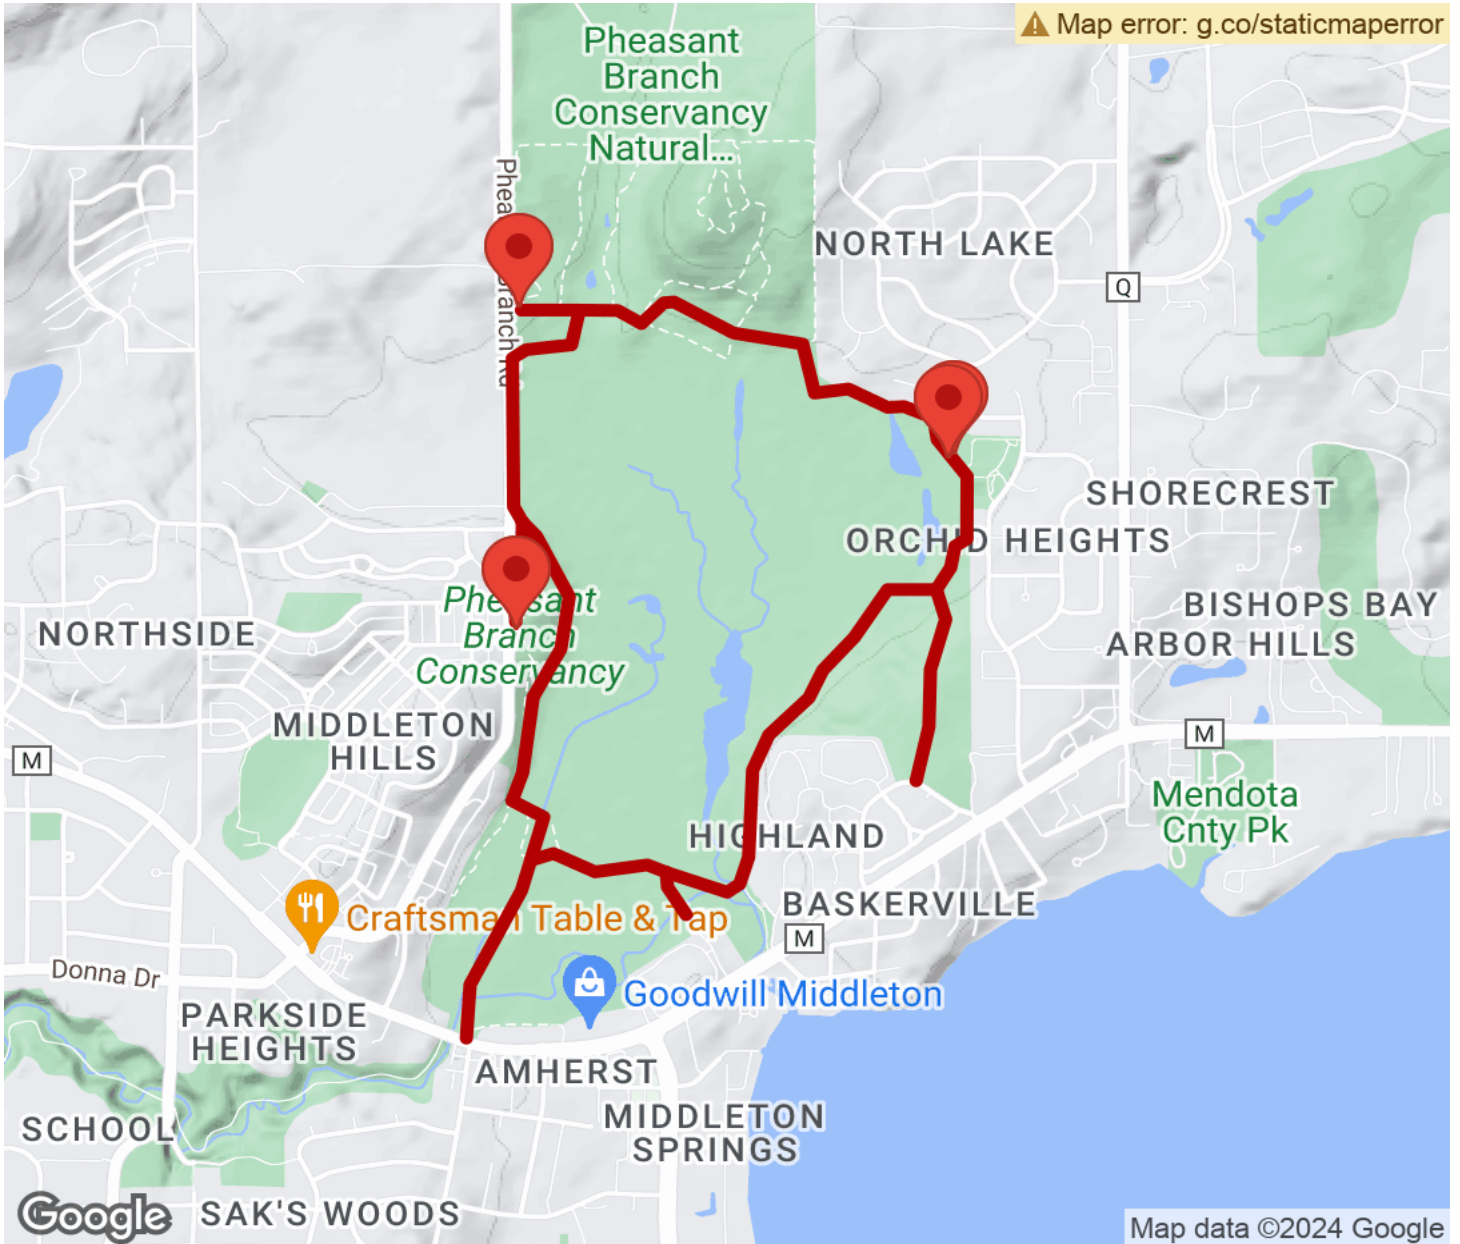 Map error: g.co/staticmaperror
Pheasant
Branch
Conservancy
Natural...
NORTH LAKE
Q
SHORECREST
ORCHID HEIGHTS
BISHOPS BAY
ARBOR HILLS
NORTHSIDE
Pheasant
Branch
Conservancy
MIDDLETON
HILLS
M
M
Mendota
Cnty Pk
HIGHLAND
BASKERVILLE
M
Craftsman Table & Tap
Donna Dr
Goodwill Middleton
PARKSIDE
HEIGHTS
AMHERST
MIDDLETON
SPRINGS
SCHOOL
SAK'S WOODS
Google
Map data ©2024 Google